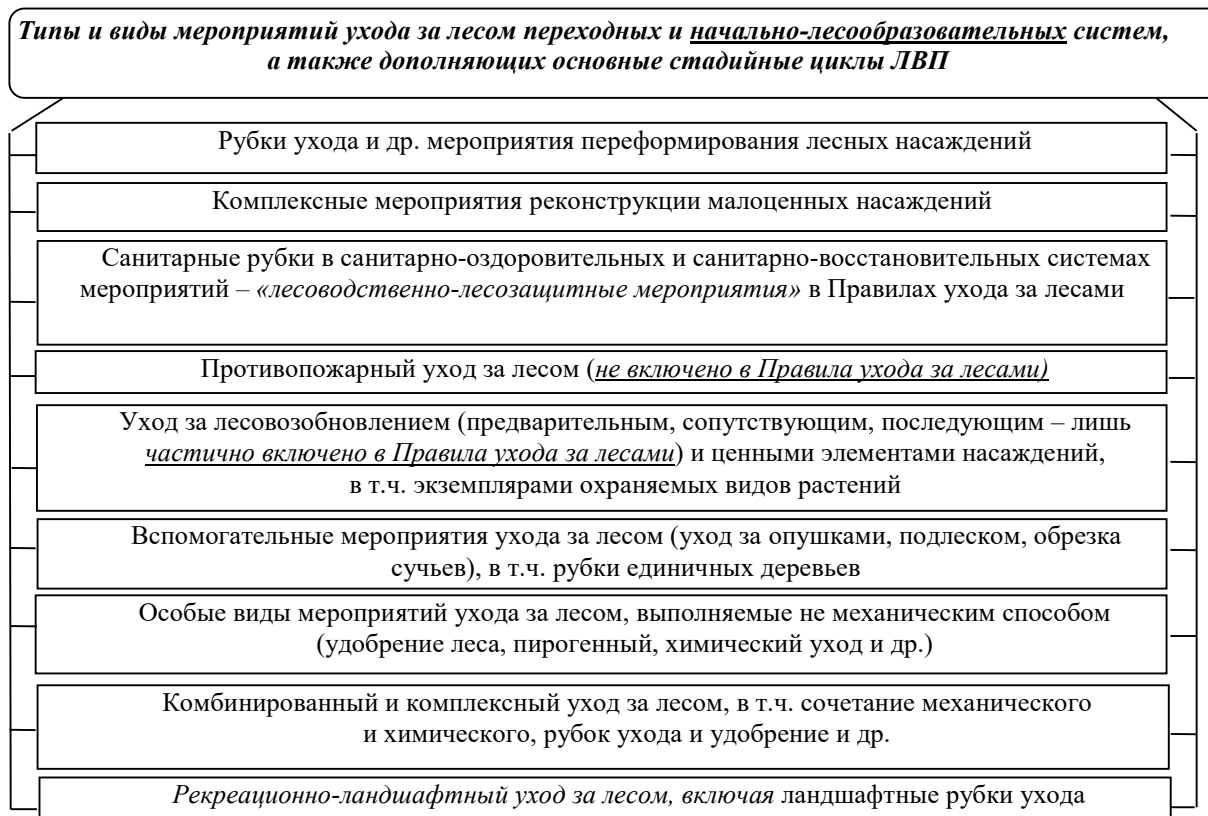 Типы и виды мероприятий ухода за лесом переходных и начально-лесообразовательных систем,
а также дополняющих основные стадийные циклы ЛВП
Рубки ухода и др. мероприятия переформирования лесных насаждений
Комплексные мероприятия реконструкции малоценных насаждений
Санитарные рубки в санитарно-оздоровительных и санитарно-восстановительных системах
мероприятий – «лесоводственно-лесозащитные мероприятия» в Правилах ухода за лесами
Противопожарный уход за лесом (не включено в Правила ухода за лесами)
Уход за лесовозобновлением (предварительным, сопутствующим, последующим – лишь
частично включено в Правила ухода за лесами) и ценными элементами насаждений,
в т.ч. экземплярами охраняемых видов растений
Вспомогательные мероприятия ухода за лесом (уход за опушками, подлеском, обрезка
сучьев), в т.ч. рубки единичных деревьев
Особые виды мероприятий ухода за лесом, выполняемые не механическим способом
(удобрение леса, пирогенный, химический уход и др.)
Комбинированный и комплексный уход за лесом, в т.ч. сочетание механического
и химического, рубок ухода и удобрение и др.
Рекреационно-ландшафтный уход за лесом, включая ландшафтные рубки ухода